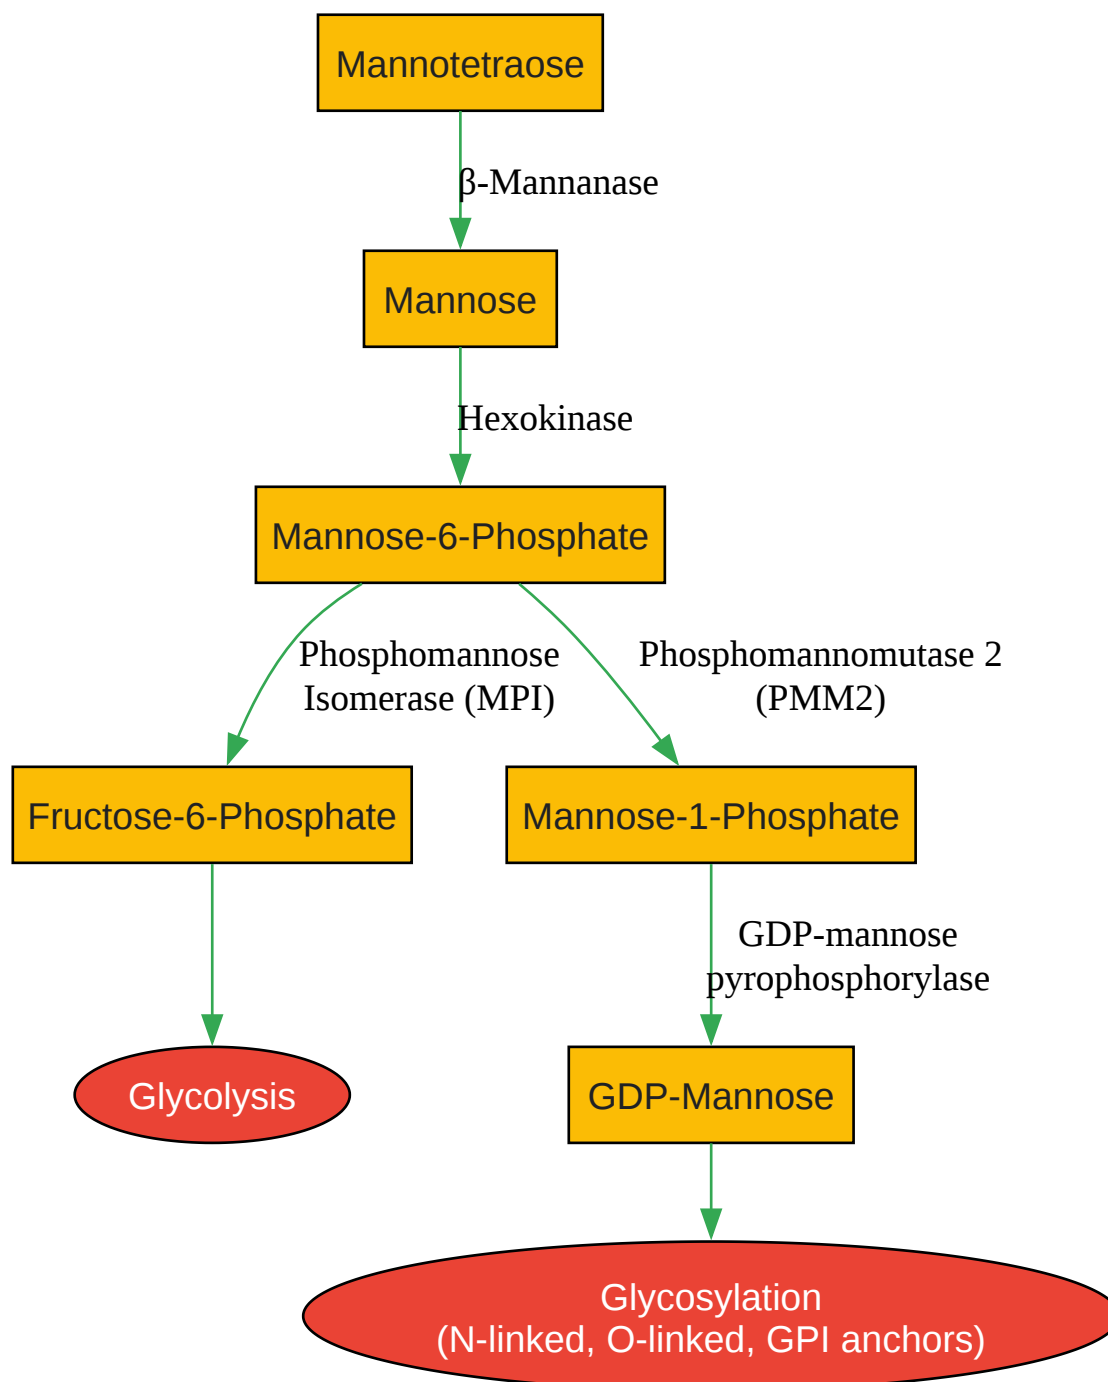 Mannotetraose
β-Mannanase
Mannose
Hexokinase
Mannose-6-Phosphate
Phosphomannose
Isomerase (MPI)
Phosphomannomutase 2
(PMM2)
Fructose-6-Phosphate
Mannose-1-Phosphate
GDP-mannose
pyrophosphorylase
Glycolysis
GDP-Mannose
Glycosylation
(N-linked, O-linked, GPI anchors)